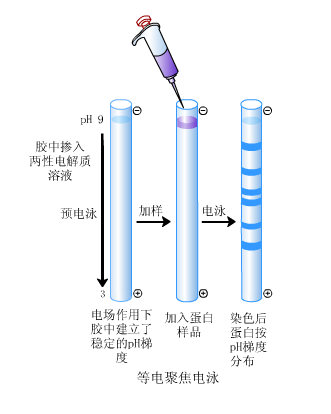 pH 9
胶中掺入
两性电解质
溶液
预电泳
加样
电泳
3
电场作用下
胶中建立了
稳定的pH梯
度
加入蛋白
样品
染色后
蛋白按
pH梯度
分布
等电聚焦电泳